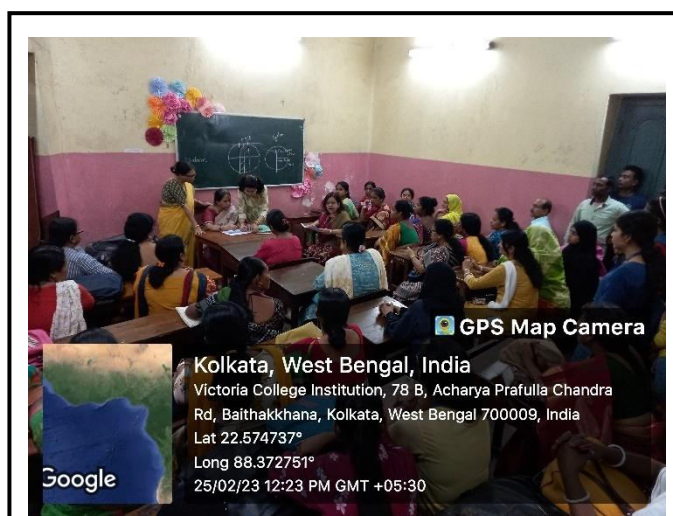 GPS Map Camera
Kolkata, West Bengal, India
Victoria College Institution, 78 B, Acharya Prafulla Chandra
Rd, Baithakkhana, Kolkata, West Bengal 700009, India
Lat 22.574737°
Long 88.372751°
25/02/23 12:23 PM GMT +05:30
Google